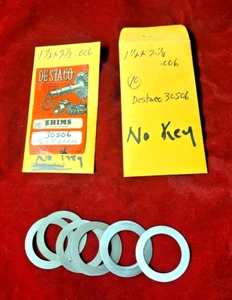 1 1/2 x 2 1/8 .006
DE-STA-CO
10 SHIMS
30506
No Key
1 1/2 x 2 1/8
.006
10
Destaco 30506
No Key